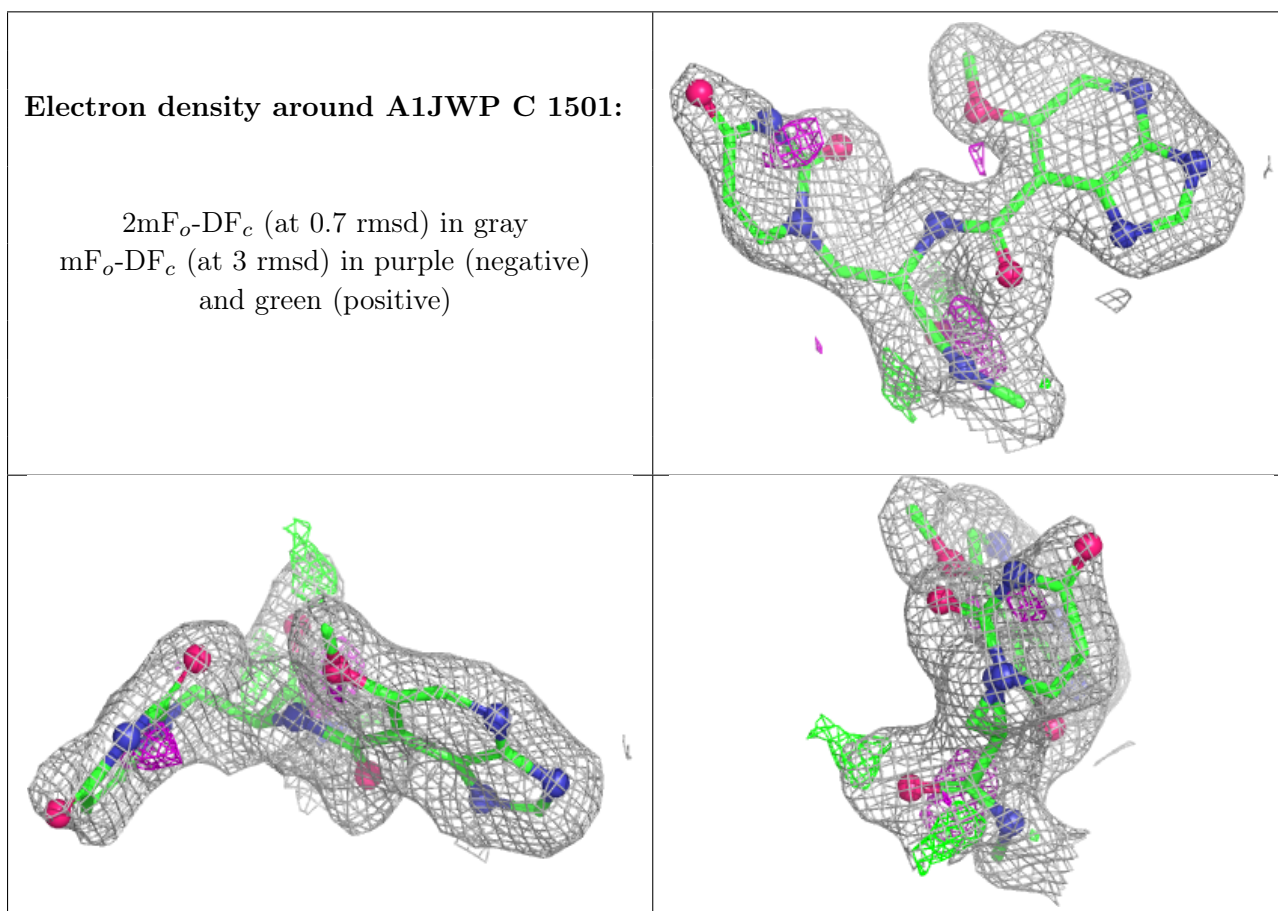 Electron density around A1JWP C 1501:
2mFo-DFc (at 0.7 rmsd) in gray
mFo-DFc (at 3 rmsd) in purple (negative)
and green (positive)